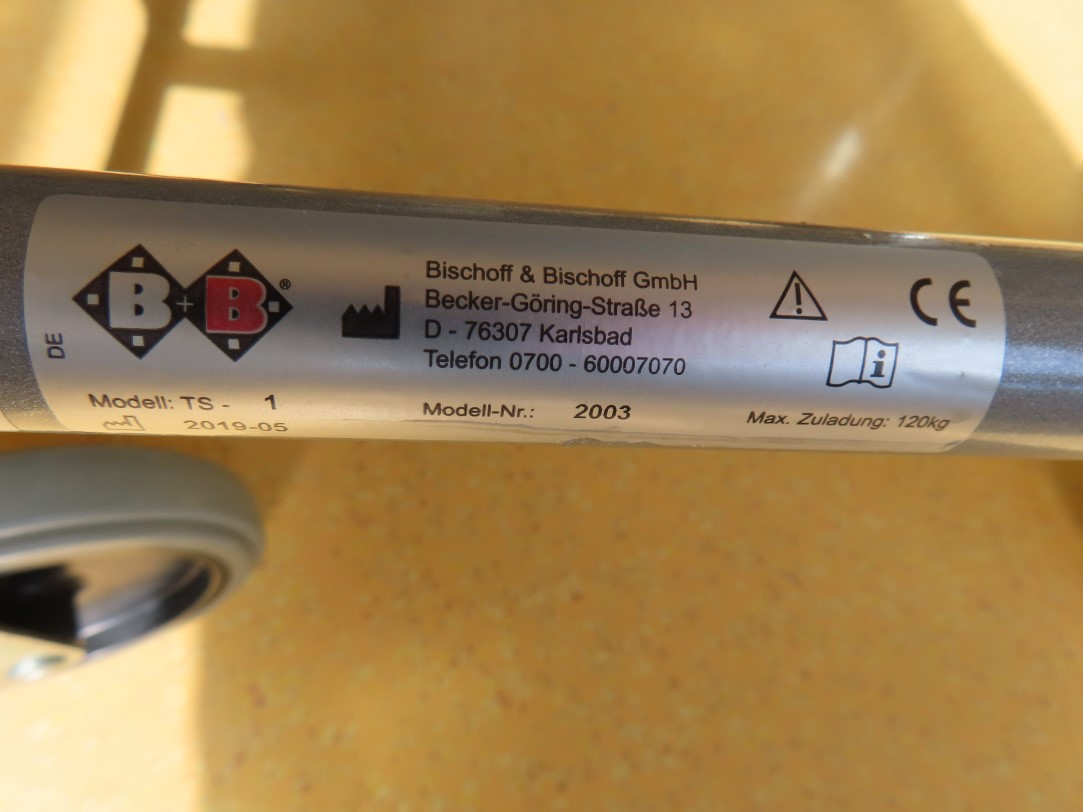 B + B ®
DE
Bischoff & Bischoff GmbH
Becker-Göring-Straße 13
D - 76307 Karlsbad
Telefon 0700 - 60007070
CE
Modell: TS - 1
2019-05
Modell-Nr.: 2003
Max. Zuladung: 120kg